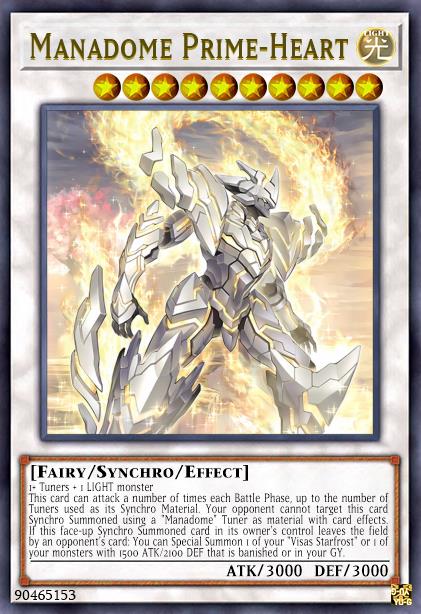 MANADOME PRIME-HEART
LIGHT
光
[FAIRY/SYNCHRO/EFFECT]
1+ Tuners + 1 LIGHT monster
This card can attack a number of times each Battle Phase, up to the number of
Tuners used as its Synchro Material. Your opponent cannot target this card
Synchro Summoned using a "Manadome" Tuner as material with card effects.
If this face-up Synchro Summoned card in its owner's control leaves the field
by an opponent's card: You can Special Summon 1 of your "Visas Starfrost" or 1 of
your monsters with 1500 ATK/2100 DEF that is banished or in your GY.
ATK/3000 DEF/3000
90465153